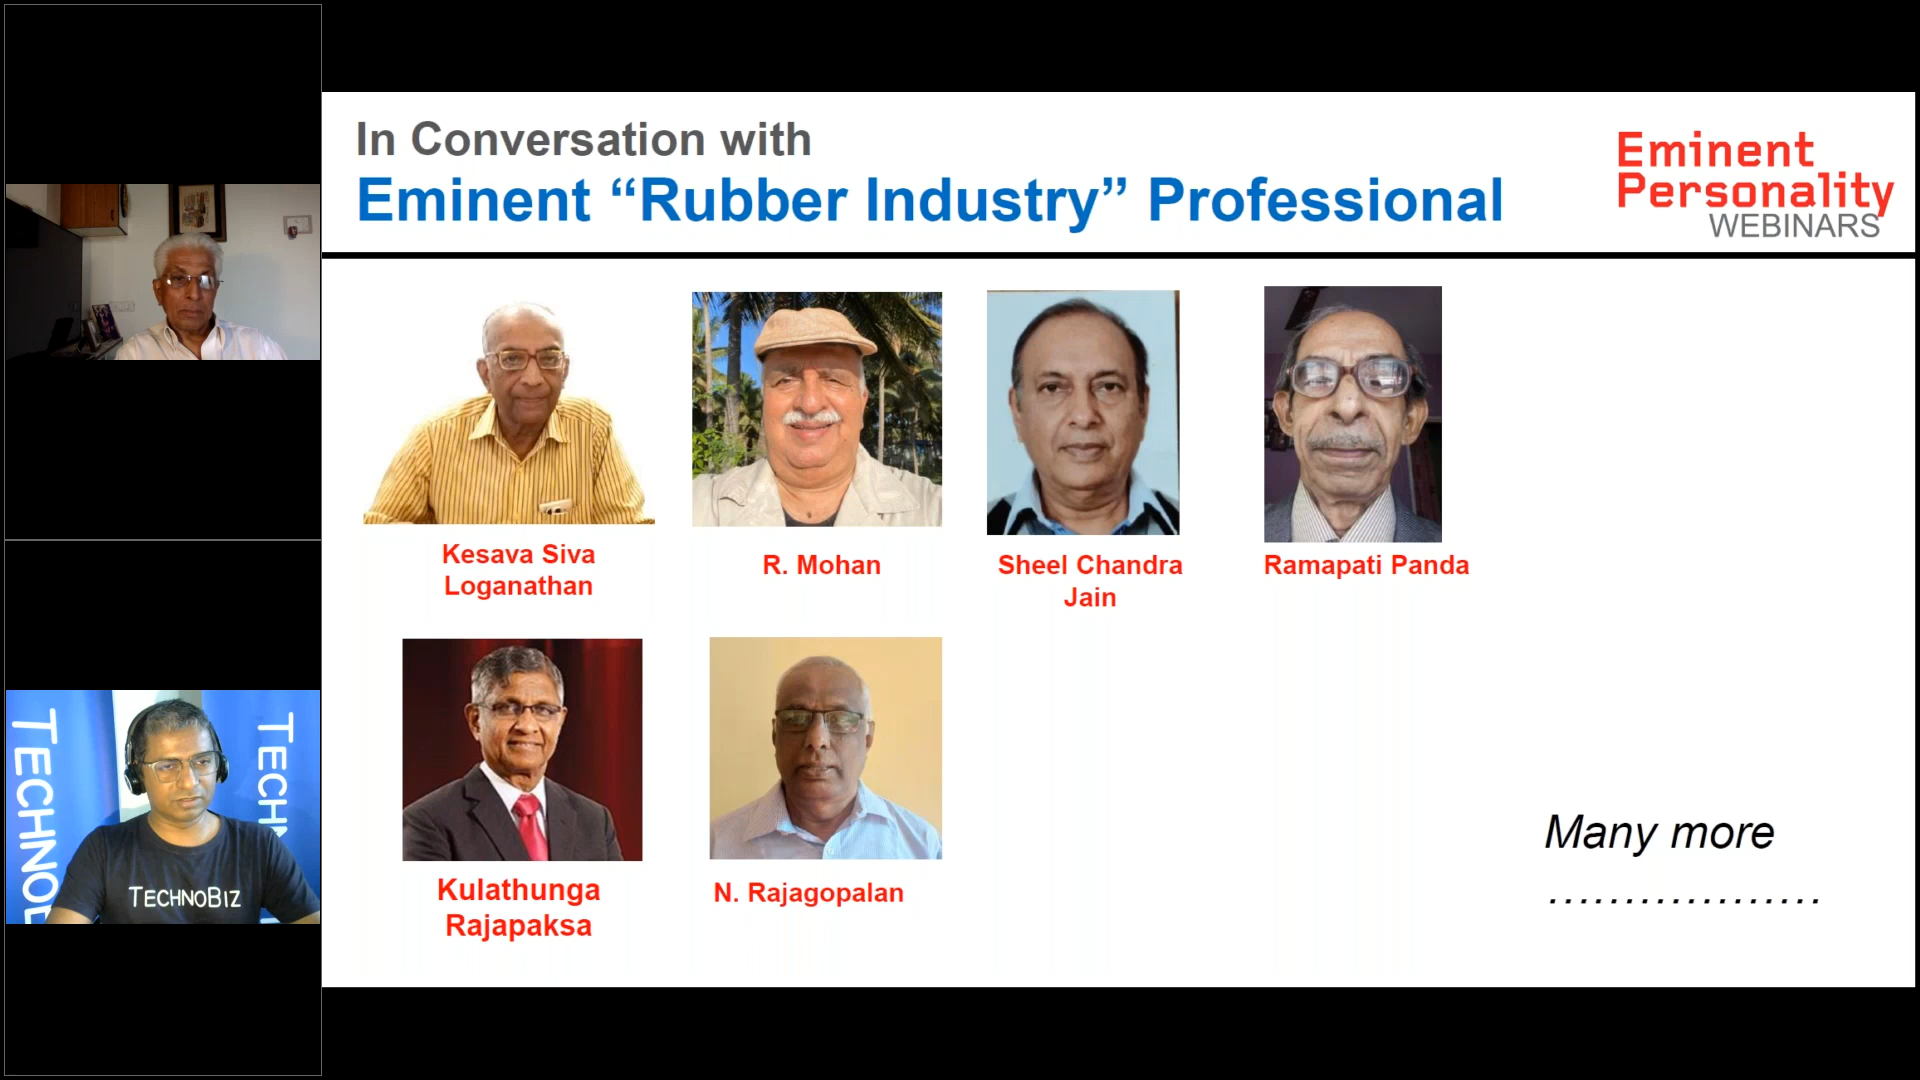 In Conversation with
Eminent “Rubber Industry” Professional
Eminent
Personality
WEBINARS
Kesava Siva
Loganathan
R. Mohan
Sheel Chandra
Jain
Ramapati Panda
Kulathunga
Rajapaksa
N. Rajagopalan
Many more
..................
TECHNO
TECHN
TECHNOBIZ